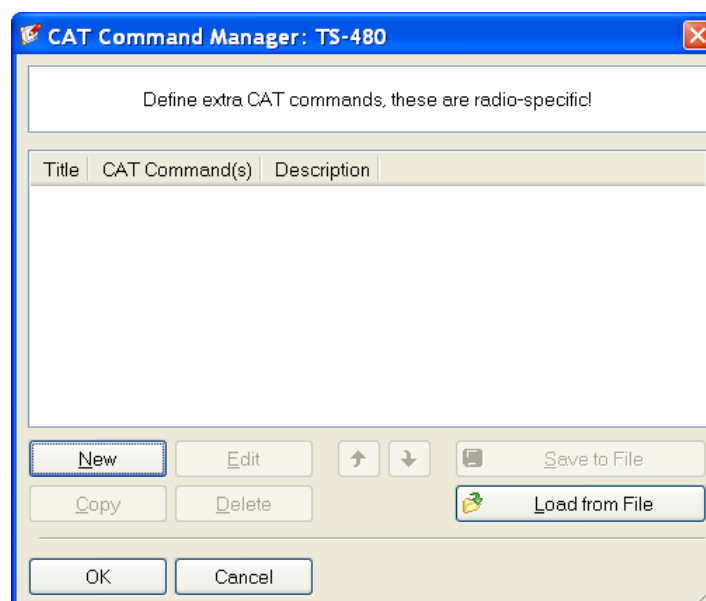 CAT Command Manager: TS-480
Define extra CAT commands, these are radio-specific!
Title CAT Command(s) Description
New Edit Save to File
Copy Delete Load from File
OK Cancel